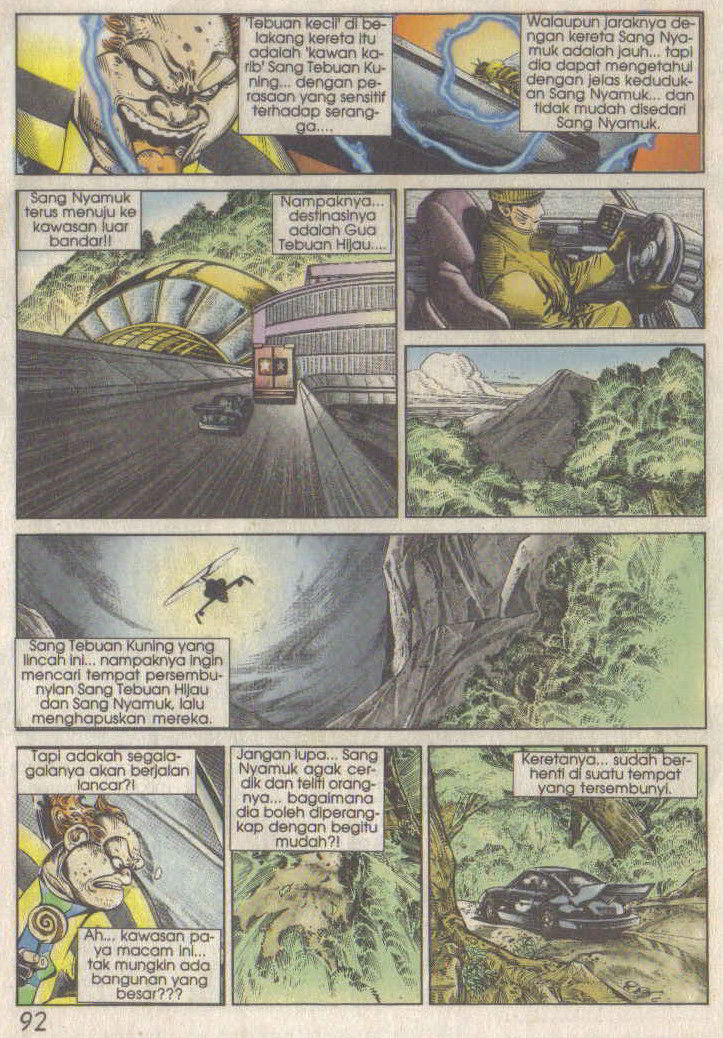 'Tebuan kecil' di be-
lakang kereta itu
adalah 'kawan ka-
rib' Sang Tebuan Ku-
ning... dengan pe-
rasaan yang sensitif
terhadap serang-
ga....
Walaupun jaraknya de-
ngan kereta Sang Nya-
muk adalah jauh... tapi
dia dapat mengetahui
dengan jelas keduduk-
an Sang Nyamuk... dan
tidak mudah disedari
Sang Nyamuk.
Sang Nyamuk
terus menuju ke
kawasan luar
bandar!!
Nampaknya...
destinasinya
adalah Gua
Tebuan Hijau....
Sang Tebuan Kuning yang
lincah ini... nampaknya ingin
mencari tempat persembu-
nyian Sang Tebuan Hijau
dan Sang Nyamuk, lalu
menghapuskan mereka.
Tapi adakah segala-
galanya akan berjalan
lancar?!
Ah... kawasan pa-
ya macam ini...
tak mungkin ada
bangunan yang
besar???
Jangan lupa... Sang
Nyamuk agak cer-
dik dan teliti orang-
nya... bagaimana
dia boleh diperang-
kap dengan begitu
mudah?!
Keretanya... sudah ber-
henti di suatu tempat
yang tersembunyi.
92